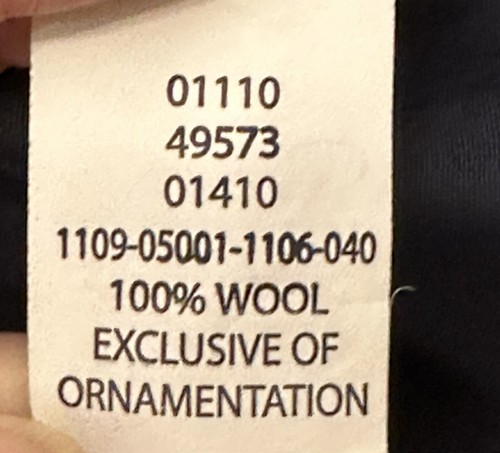 01110
49573
01410
1109-05001-1106-040
100% WOOL
EXCLUSIVE OF
ORNAMENTATION